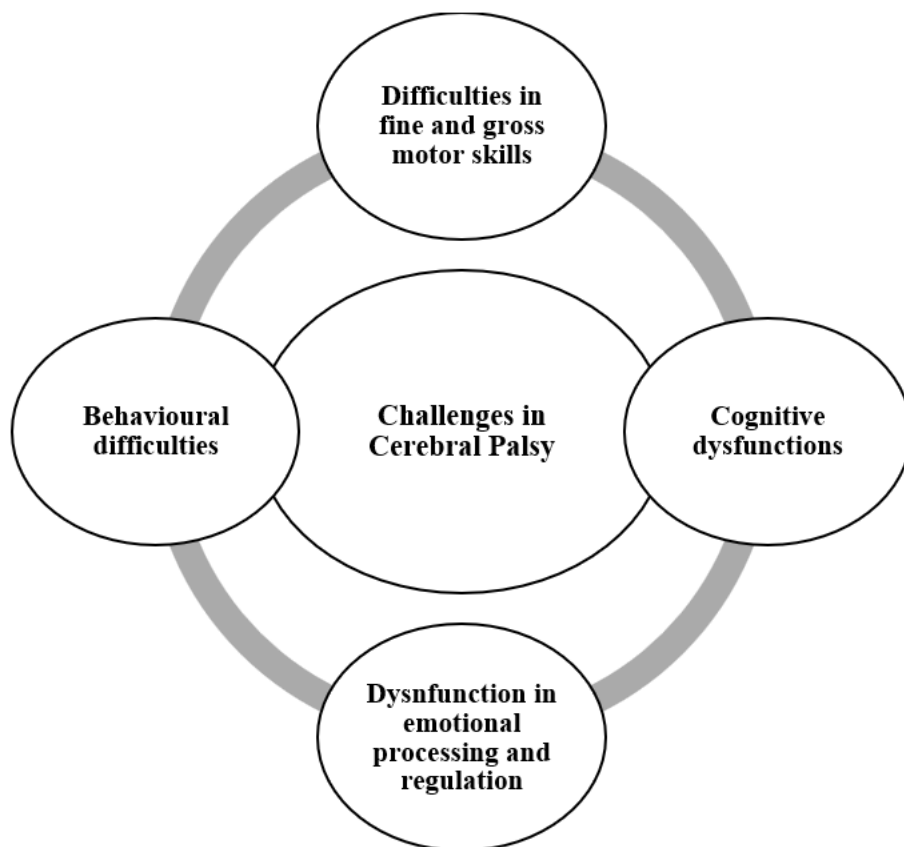 Difficulties in
fine and gross
motor skills
Behavioural
difficulties
Challenges in
Cerebral Palsy
Cognitive
dysfunctions
Dysnfunction in
emotional
processing and
regulation